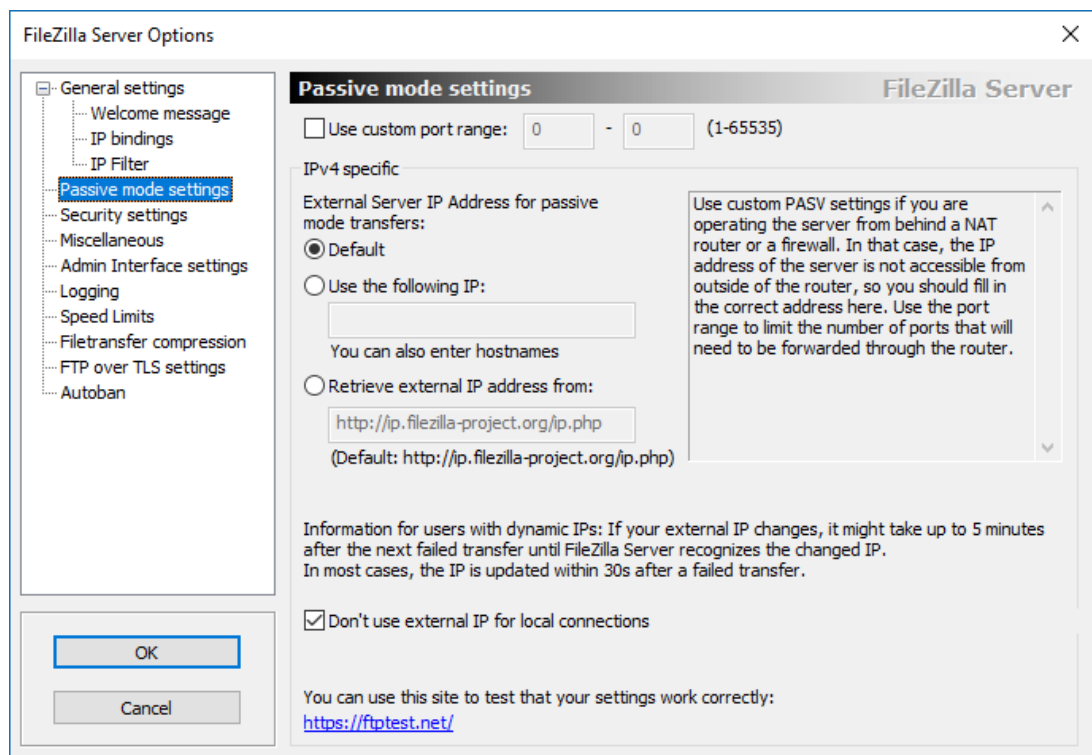 FileZilla Server Options
General settings
Welcome message
IP bindings
IP Filter
Passive mode settings
Security settings
Miscellaneous
Admin Interface settings
Logging
Speed Limits
Filetransfer compression
FTP over TLS settings
Autoban
OK
Cancel
Passive mode settings FileZilla Server
Use custom port range: 0 - 0 (1-65535)
IPv4 specific
External Server IP Address for passive
mode transfers:
Default
Use the following IP:
You can also enter hostnames
Retrieve external IP address from:
http://ip.filezilla-project.org/ip.php
(Default: http://ip.filezilla-project.org/ip.php)
Use custom PASV settings if you are
operating the server from behind a NAT
router or a firewall. In that case, the IP
address of the server is not accessible from
outside of the router, so you should fill in
the correct address here. Use the port
range to limit the number of ports that will
need to be forwarded through the router.
Information for users with dynamic IPs: If your external IP changes, it might take up to 5 minutes
after the next failed transfer until FileZilla Server recognizes the changed IP.
In most cases, the IP is updated within 30s after a failed transfer.
Don't use external IP for local connections
You can use this site to test that your settings work correctly:
https://ftptest.net/